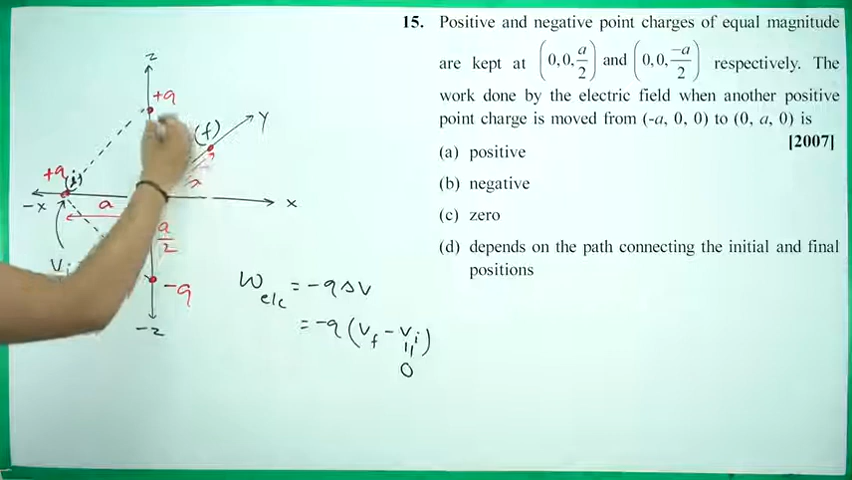 15. Positive and negative point charges of equal magnitude
are kept at (0,0,a/2) and (0,0,-a/2) respectively. The
work done by the electric field when another positive
point charge is moved from (-a, 0, 0) to (0, a, 0) is
[2007]
(a) positive
(b) negative
(c) zero
(d) depends on the path connecting the initial and final
positions
z
+q
(f)
y
+q
(i)
-x
a
x
a/2
Vi
-q
-z
W elc = -q ΔV
= -q (Vf - Vi)
||
0